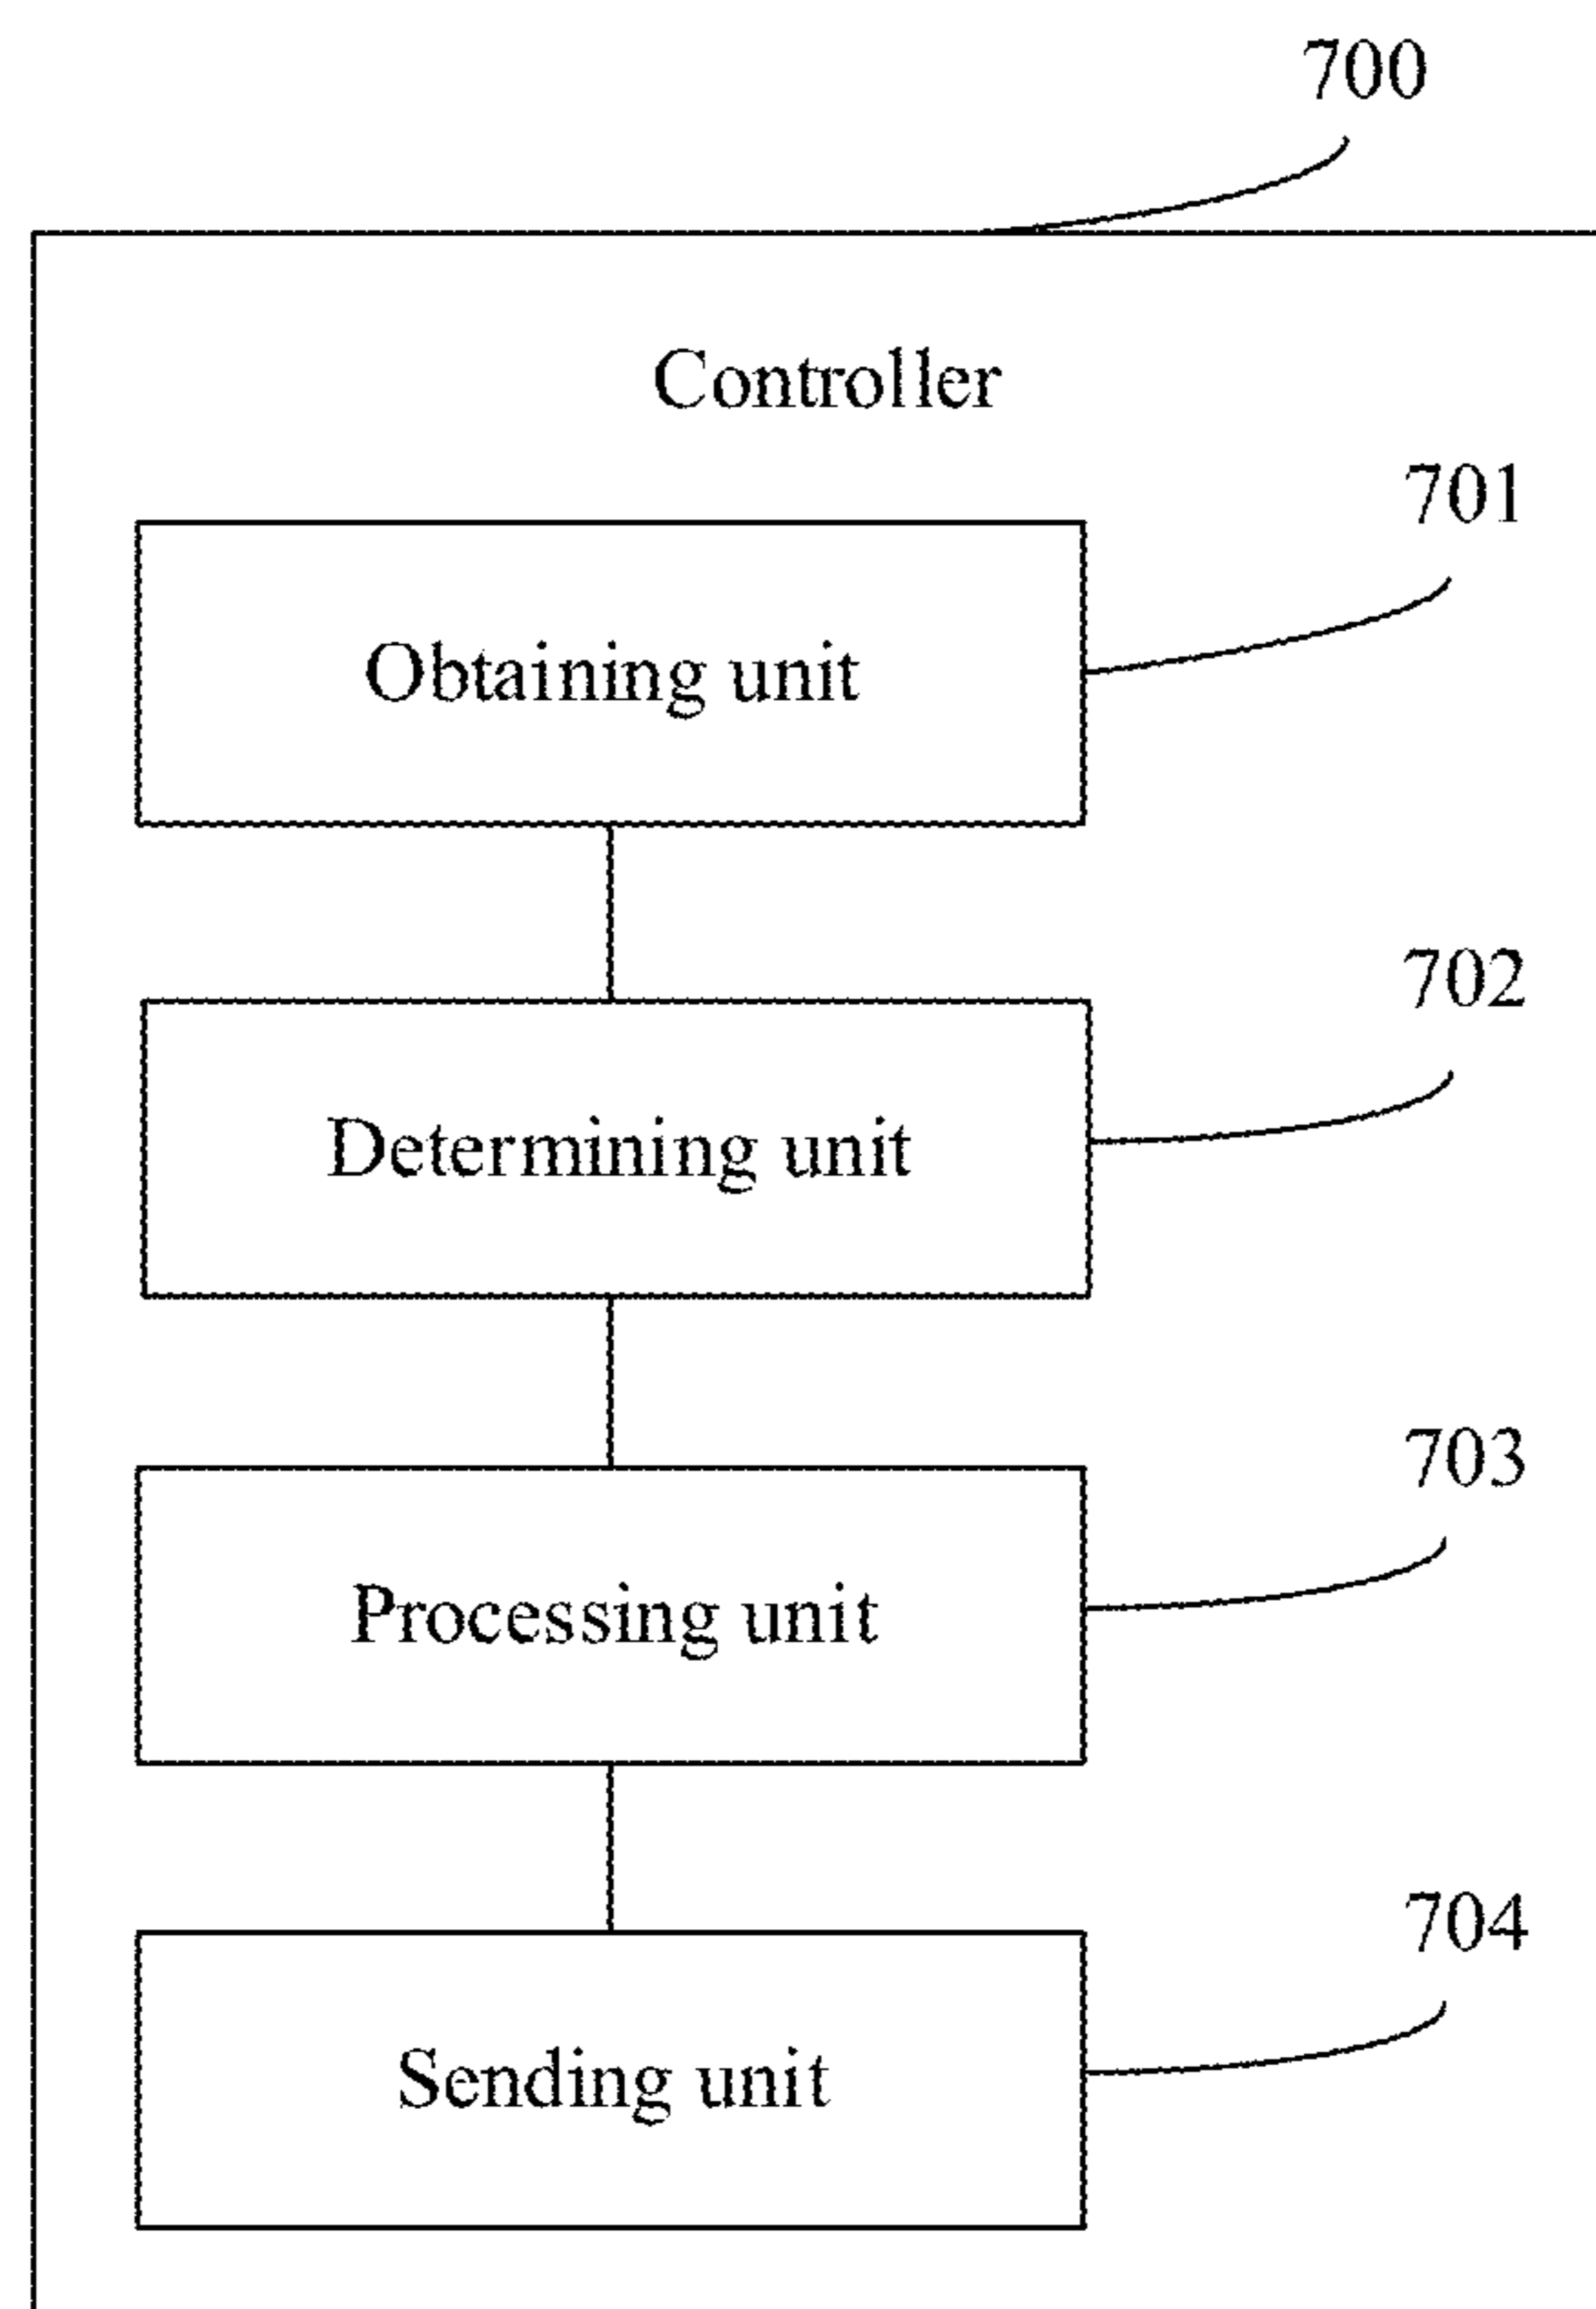 700
Controller
701
Obtaining unit
702
Determining unit
703
Processing unit
704
Sending unit